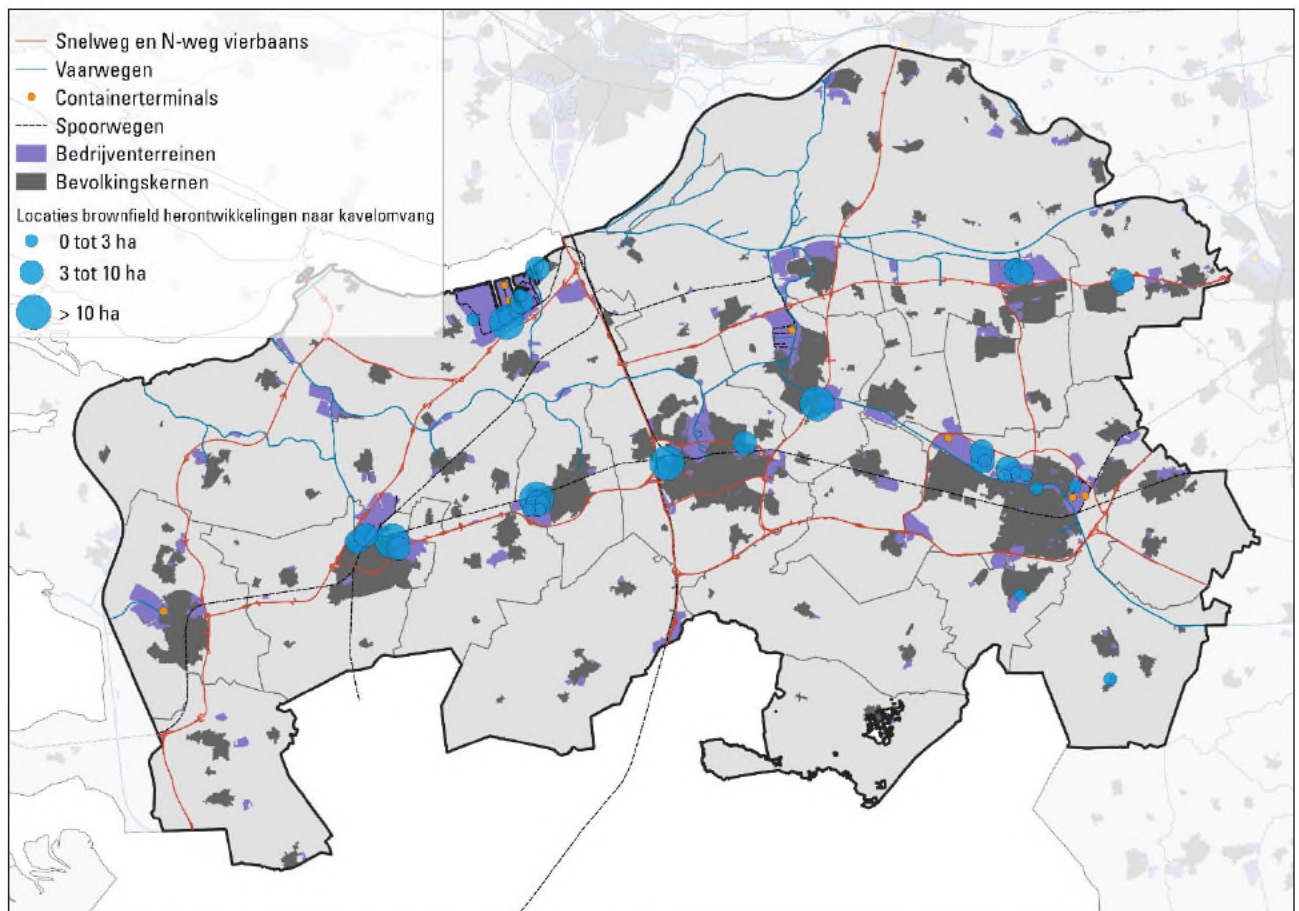 Snelweg en N-weg vierbaans
Vaarwegen
Containerterminals
Spoorwegen
Bedrijventerreinen
Bevolkingskernen
Locaties brownfield herontwikkelingen naar kavelomvang
0 tot 3 ha
3 tot 10 ha
> 10 ha